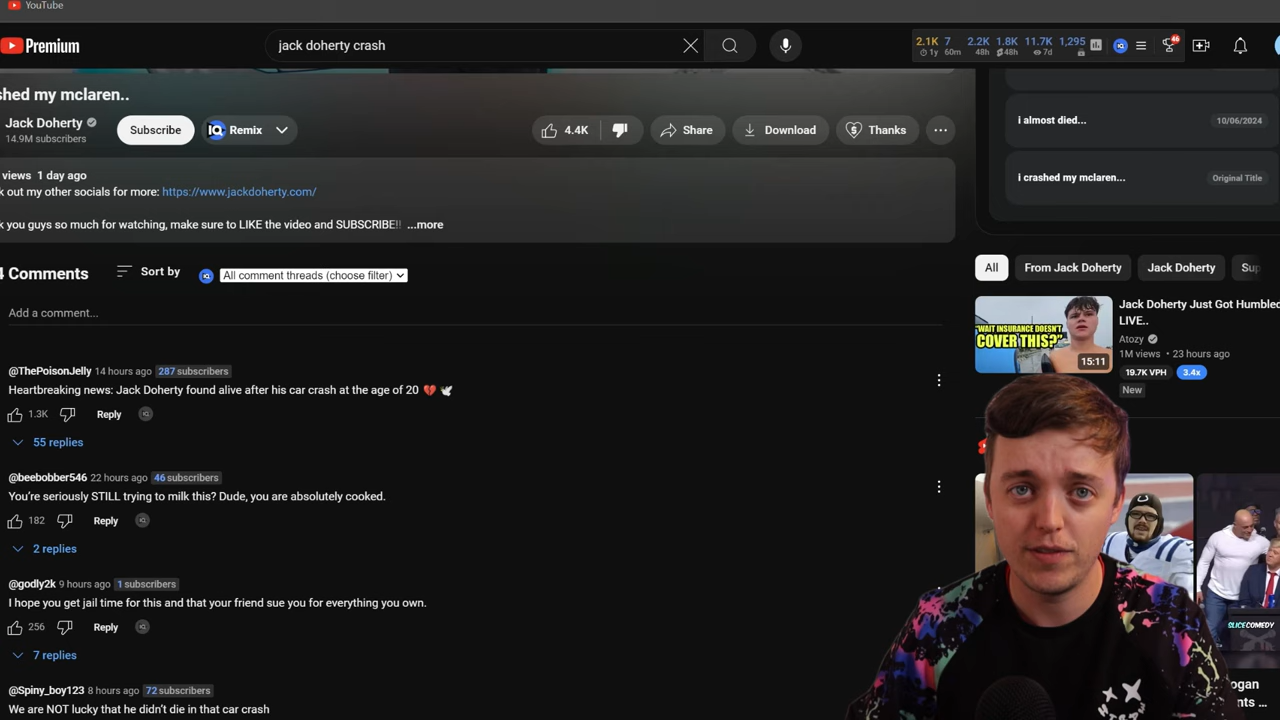 YouTube
Premium
jack doherty crash
2.1K 7 2.2K 1.8K 11.7K 1,295
1y 60m 48h 48h 7d
46
shed my mclaren..
Jack Doherty
14.9M subscribers
Subscribe
Remix
4.4K
Share
Download
Thanks
views 1 day ago
k out my other socials for more: https://www.jackdoherty.com/
k you guys so much for watching, make sure to LIKE the video and SUBSCRIBE!! ...more
4 Comments
Sort by
All comment threads (choose filter)
Add a comment...
@ThePoisonJelly 14 hours ago 287 subscribers
Heartbreaking news: Jack Doherty found alive after his car crash at the age of 20 💔 🕊️
1.3K
Reply
55 replies
@beebobber546 22 hours ago 46 subscribers
You're seriously STILL trying to milk this? Dude, you are absolutely cooked.
182
Reply
2 replies
@godly2k 9 hours ago 1 subscribers
I hope you get jail time for this and that your friend sue you for everything you own.
256
Reply
7 replies
@Spiny_boy123 8 hours ago 72 subscribers
We are NOT lucky that he didn't die in that car crash
i almost died...
10/06/2024
i crashed my mclaren...
Original Title
All
From Jack Doherty
Jack Doherty
Sup
"WAIT INSURANCE DOESN'T
COVER THIS?"
15:11
Jack Doherty Just Got Humbled
LIVE..
Atozy
1M views • 23 hours ago
19.7K VPH 3.4x
New
SLICECOMEDY
ogan
nts ...